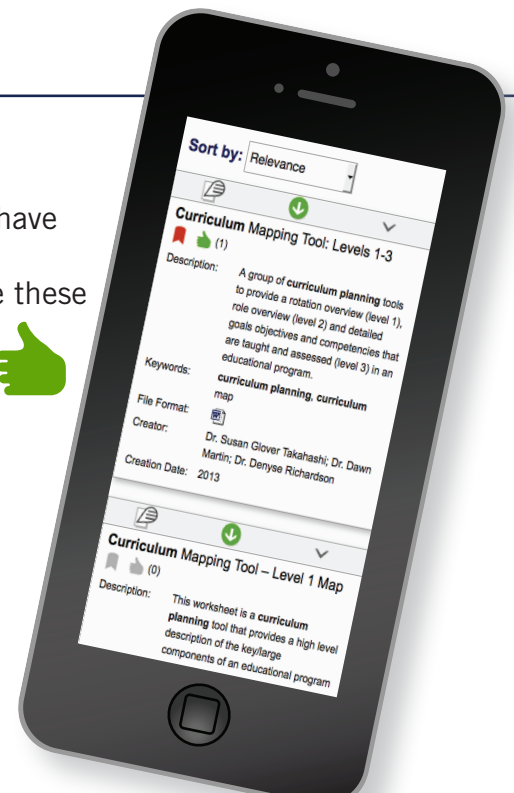 have
e these
Sort by: Relevance
Curriculum Mapping Tool: Levels 1-3
(1)
Description: A group of curriculum planning tools
to provide a rotation overview (level 1),
role overview (level 2) and detailed
goals objectives and competencies that
are taught and assessed (level 3) in an
educational program.
Keywords: curriculum planning, curriculum
map
File Format:
Creator: Dr. Susan Glover Takahashi; Dr. Dawn
Martin; Dr. Denyse Richardson
Creation Date: 2013
Curriculum Mapping Tool – Level 1 Map
(0)
Description: This worksheet is a curriculum
planning tool that provides a high level
description of the key/large
components of an educational program